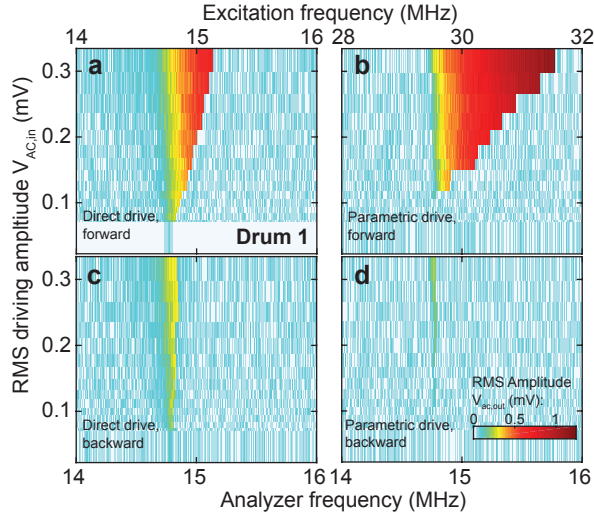 Excitation frequency (MHz)
14 15 16 28 30 32
RMS driving ampltiude V_AC,in (mV)
a
0.3
0.2
0.1
Direct drive,
forward
Drum 1
b
Parametric drive,
forward
c
0.3
0.2
0.1
Direct drive,
backward
d
RMS Amplitude
V_ac,out (mV):
0 0.5 1
Parametric drive,
backward
14 15 16 14 15 16
Analyzer frequency (MHz)